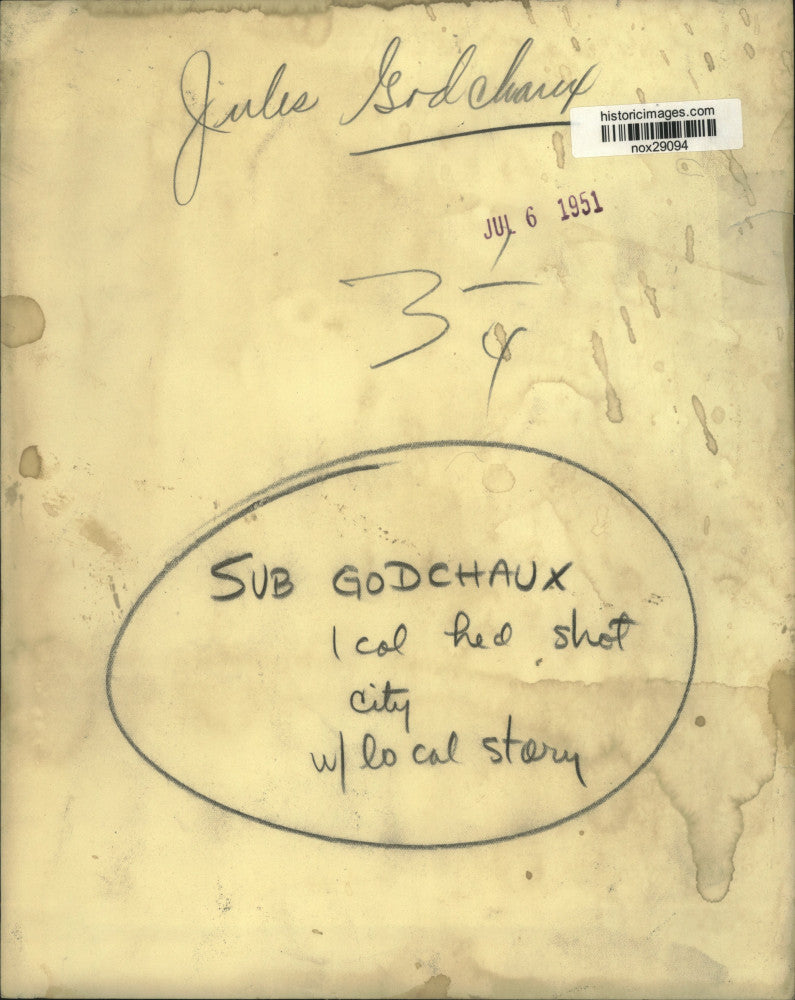 Jules Godchaux
historicimages.com
nox29094
JUL 6 1951
3 1/4
SUB GODCHAUX
1 col hed shot
city
w/ local story